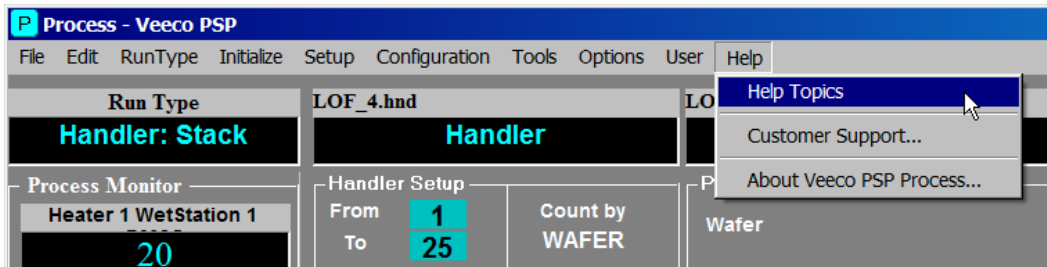 P Process - Veeco PSP
File Edit RunType Initialize Setup Configuration Tools Options User Help
Help Topics
Customer Support...
About Veeco PSP Process...
Run Type
Handler: Stack
LOF_4.hnd
Handler
LO
Process Monitor
Heater 1 WetStation 1
20
Handler Setup
From 1
To 25
Count by
WAFER
P
Wafer